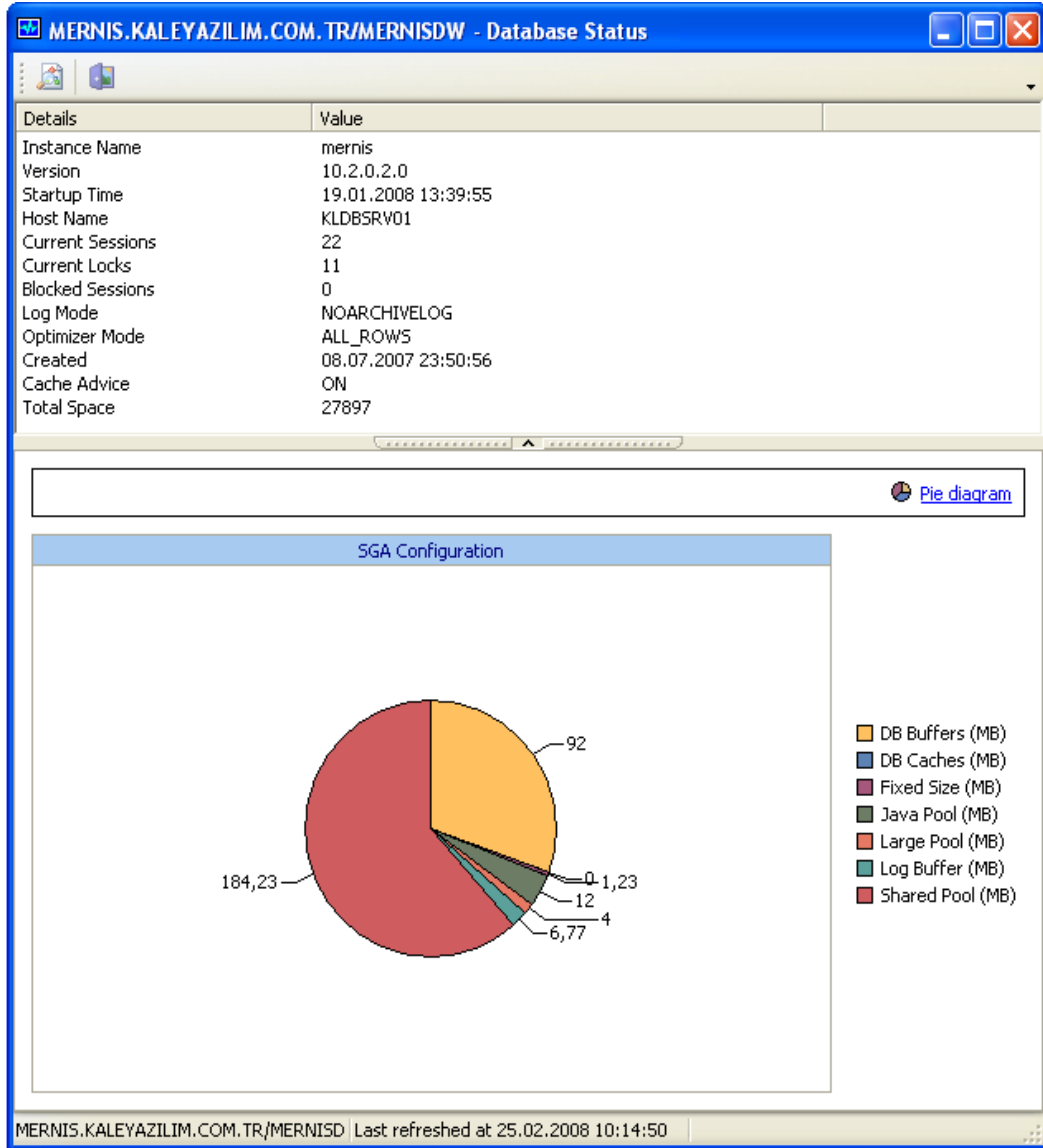 MERNIS.KALEYAZILIM.COM.TR/MERNISDW - Database Status
Details Value
Instance Name mernis
Version 10.2.0.2.0
Startup Time 19.01.2008 13:39:55
Host Name KLDBSRV01
Current Sessions 22
Current Locks 11
Blocked Sessions 0
Log Mode NOARCHIVELOG
Optimizer Mode ALL_ROWS
Created 08.07.2007 23:50:56
Cache Advice ON
Total Space 27897
Pie diagram
SGA Configuration
92
0
1,23
12
4
6,77
184,23
DB Buffers (MB)
DB Caches (MB)
Fixed Size (MB)
Java Pool (MB)
Large Pool (MB)
Log Buffer (MB)
Shared Pool (MB)
MERNIS.KALEYAZILIM.COM.TR/MERNISD Last refreshed at 25.02.2008 10:14:50